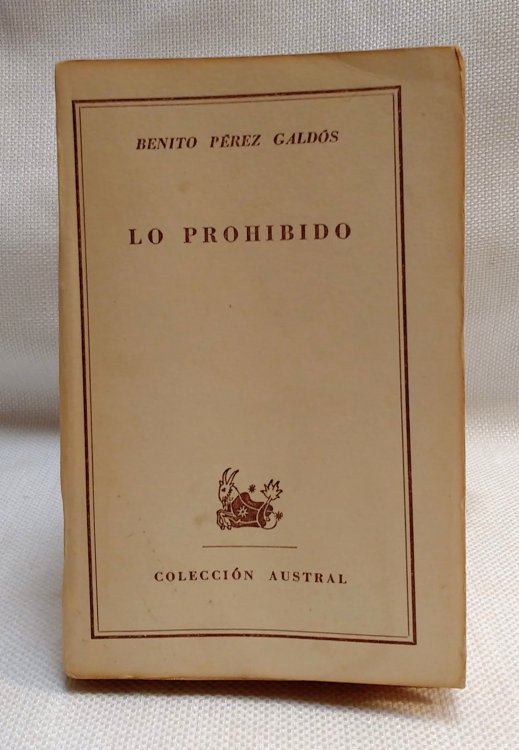 BENITO PÉREZ GALDÓS
LO PROHIBIDO
COLECCIÓN AUSTRAL